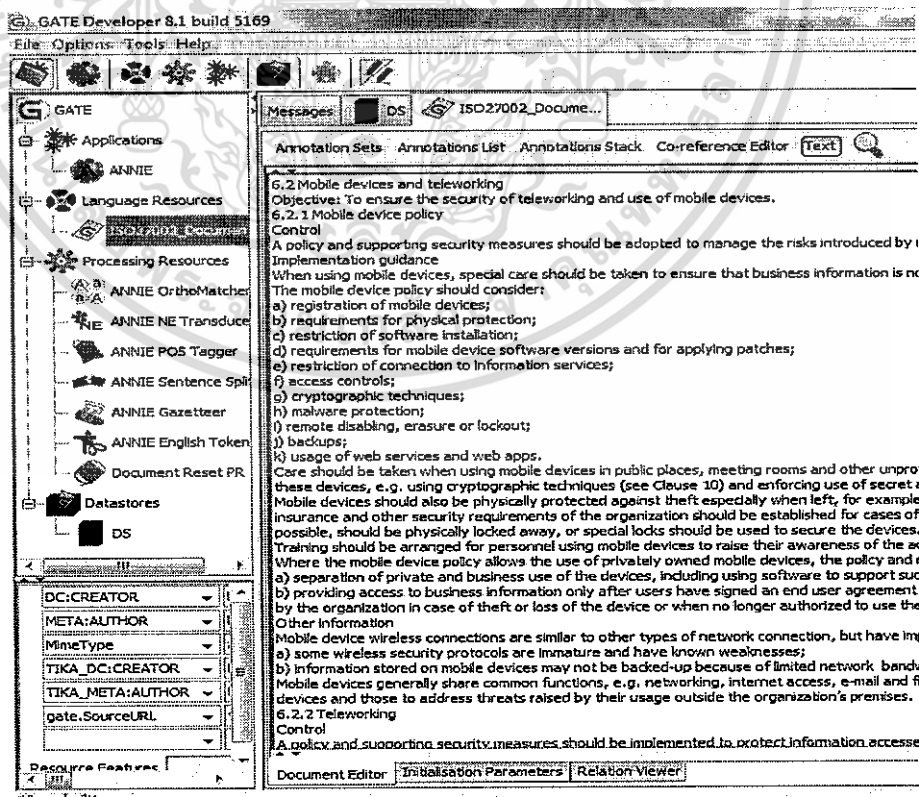 GATE Developer 8.1 build 5169
File Options Tools Help
GATE
Applications
ANNIE
Language Resources
ISO27002_Docume
Processing Resources
ANNIE OrthoMatcher
ANNIE NE Transduce
ANNIE POS Tagger
ANNIE Sentence Spli
ANNIE Gazetteer
ANNIE English Token
Document Reset PR
Datastores
DS
DC:CREATOR
META:AUTHOR
MimeType
TIKA_DC:CREATOR
TIKA_META:AUTHOR
gate.SourceURL
Resource Features
Messages DS ISO27002_Docume...
Annotation Sets Annotations List Annotations Stack Co-reference Editor Text
6.2 Mobile devices and teleworking
Objective: To ensure the security of teleworking and use of mobile devices.
6.2.1 Mobile device policy
Control
A policy and supporting security measures should be adopted to manage the risks introduced by
Implementation guidance
When using mobile devices, special care should be taken to ensure that business information is
The mobile device policy should consider:
a) registration of mobile devices;
b) requirements for physical protection;
c) restriction of software installation;
d) requirements for mobile device software versions and for applying patches;
e) restriction of connection to information services;
f) access controls;
g) cryptographic techniques;
h) malware protection;
i) remote disabling, erasure or lockout;
j) backups;
k) usage of web services and web apps.
Care should be taken when using mobile devices in public places, meeting rooms and other unpro
these devices, e.g. using cryptographic techniques (see Clause 10) and enforcing use of secret a
Mobile devices should also be physically protected against theft especially when left, for example
insurance and other security requirements of the organization should be established for cases of
possible, should be physically locked away, or special locks should be used to secure the devices.
Training should be arranged for personnel using mobile devices to raise their awareness of the
Where the mobile device policy allows the use of privately owned mobile devices, the policy and
a) separation of private and business use of the devices, including using software to support suc
b) providing access to business information only after users have signed an end user agreement
by the organization in case of theft or loss of the device or when no longer authorized to use the
Other information
Mobile device wireless connections are similar to other types of network connection, but have imp
a) some wireless security protocols are immature and have known weaknesses;
b) information stored on mobile devices may not be backed-up because of limited network bandw
Mobile devices generally share common functions, e.g. networking, internet access, e-mail and fi
devices and those to address threats raised by their usage outside the organization's premises.
6.2.2 Teleworking
Control
A policy and supporting security measures should be implemented to protect information accesse
Document Editor Initialisation Parameters Relation Viewer